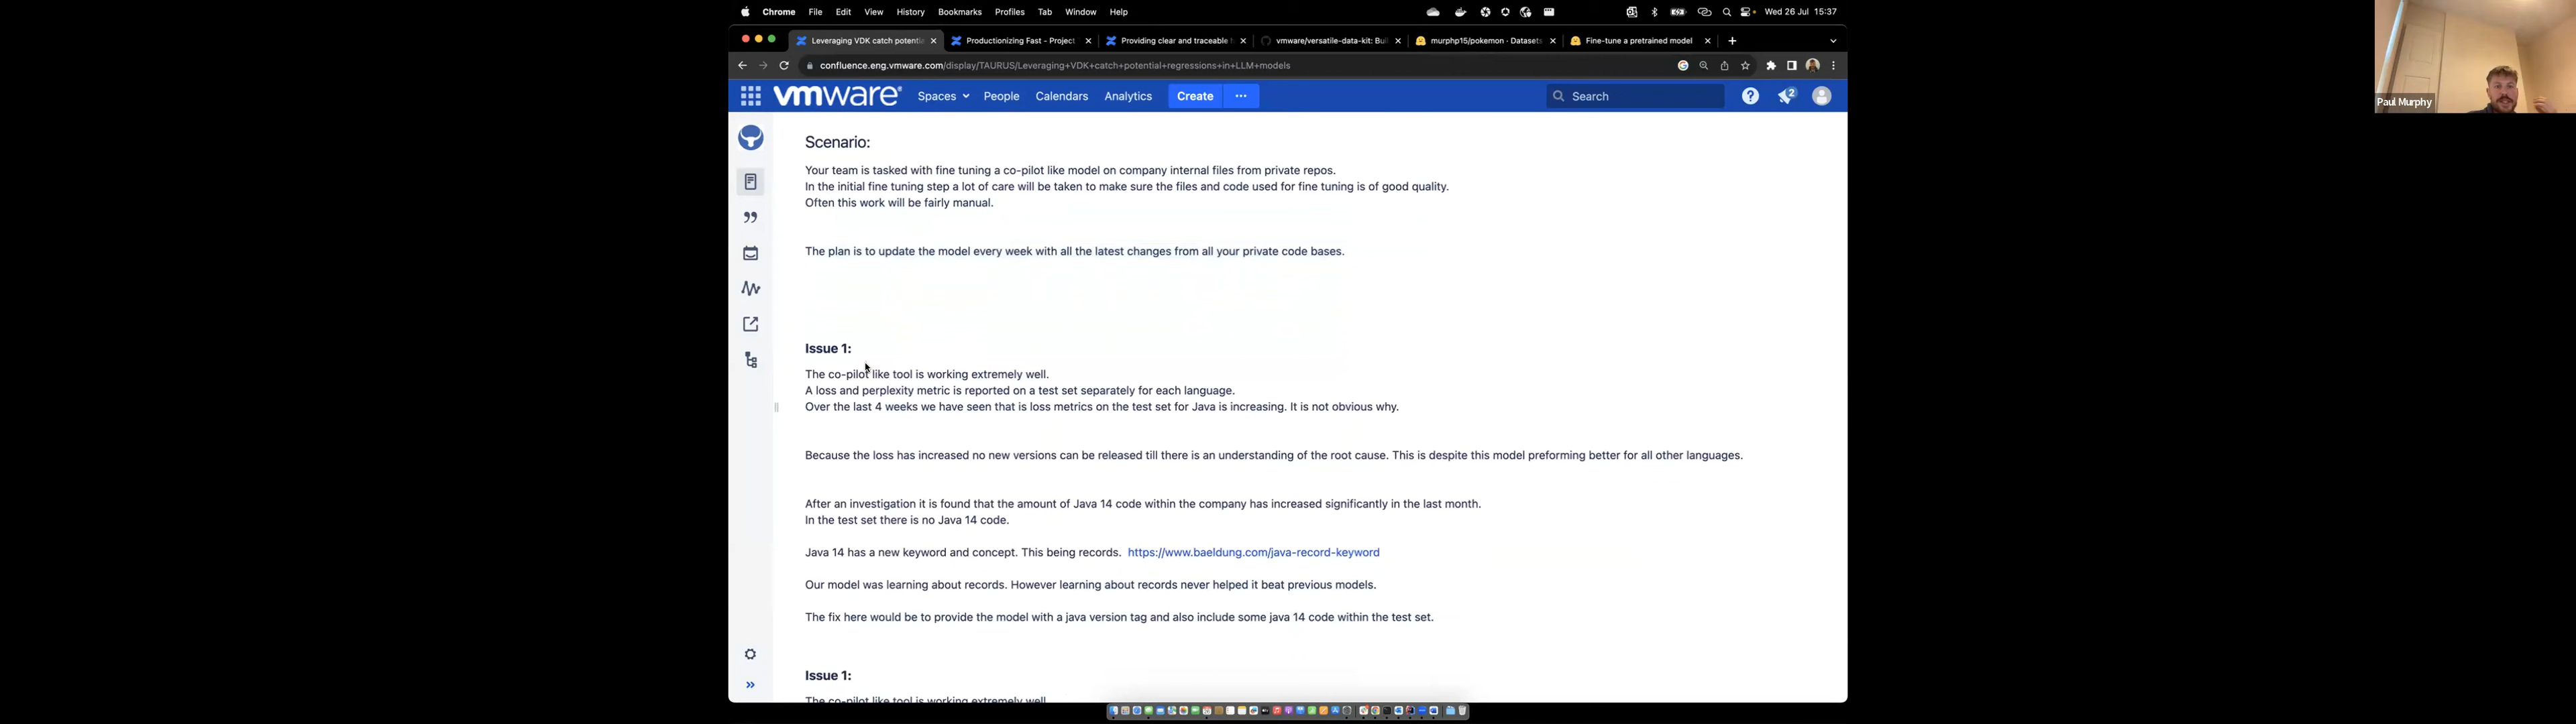 Chrome File Edit View History Bookmarks Profiles Tab Window Help Wed 26 Jul 15:37
Leveraging VDK catch potentia Productionizing Fast - Project Providing clear and traceable vmware/versatile-data-kit: Bui murphp15/pokemon · Datasets Fine-tune a pretrained model
confluence.eng.vmware.com/display/TAURUS/Leveraging+VDK+catch+potential+regressions+in+LLM+models
vmware Spaces People Calendars Analytics Create ... Search 2
Paul Murphy
Scenario:
Your team is tasked with fine tuning a co-pilot like model on company internal files from private repos.
In the initial fine tuning step a lot of care will be taken to make sure the files and code used for fine tuning is of good quality.
Often this work will be fairly manual.
The plan is to update the model every week with all the latest changes from all your private code bases.
Issue 1:
The co-pilot like tool is working extremely well.
A loss and perplexity metric is reported on a test set separately for each language.
Over the last 4 weeks we have seen that is loss metrics on the test set for Java is increasing. It is not obvious why.
Because the loss has increased no new versions can be released till there is an understanding of the root cause. This is despite this model preforming better for all other languages.
After an investigation it is found that the amount of Java 14 code within the company has increased significantly in the last month.
In the test set there is no Java 14 code.
Java 14 has a new keyword and concept. This being records. https://www.baeldung.com/java-record-keyword
Our model was learning about records. However learning about records never helped it beat previous models.
The fix here would be to provide the model with a java version tag and also include some java 14 code within the test set.
Issue 1:
The co-pilot like tool is working extremely well.